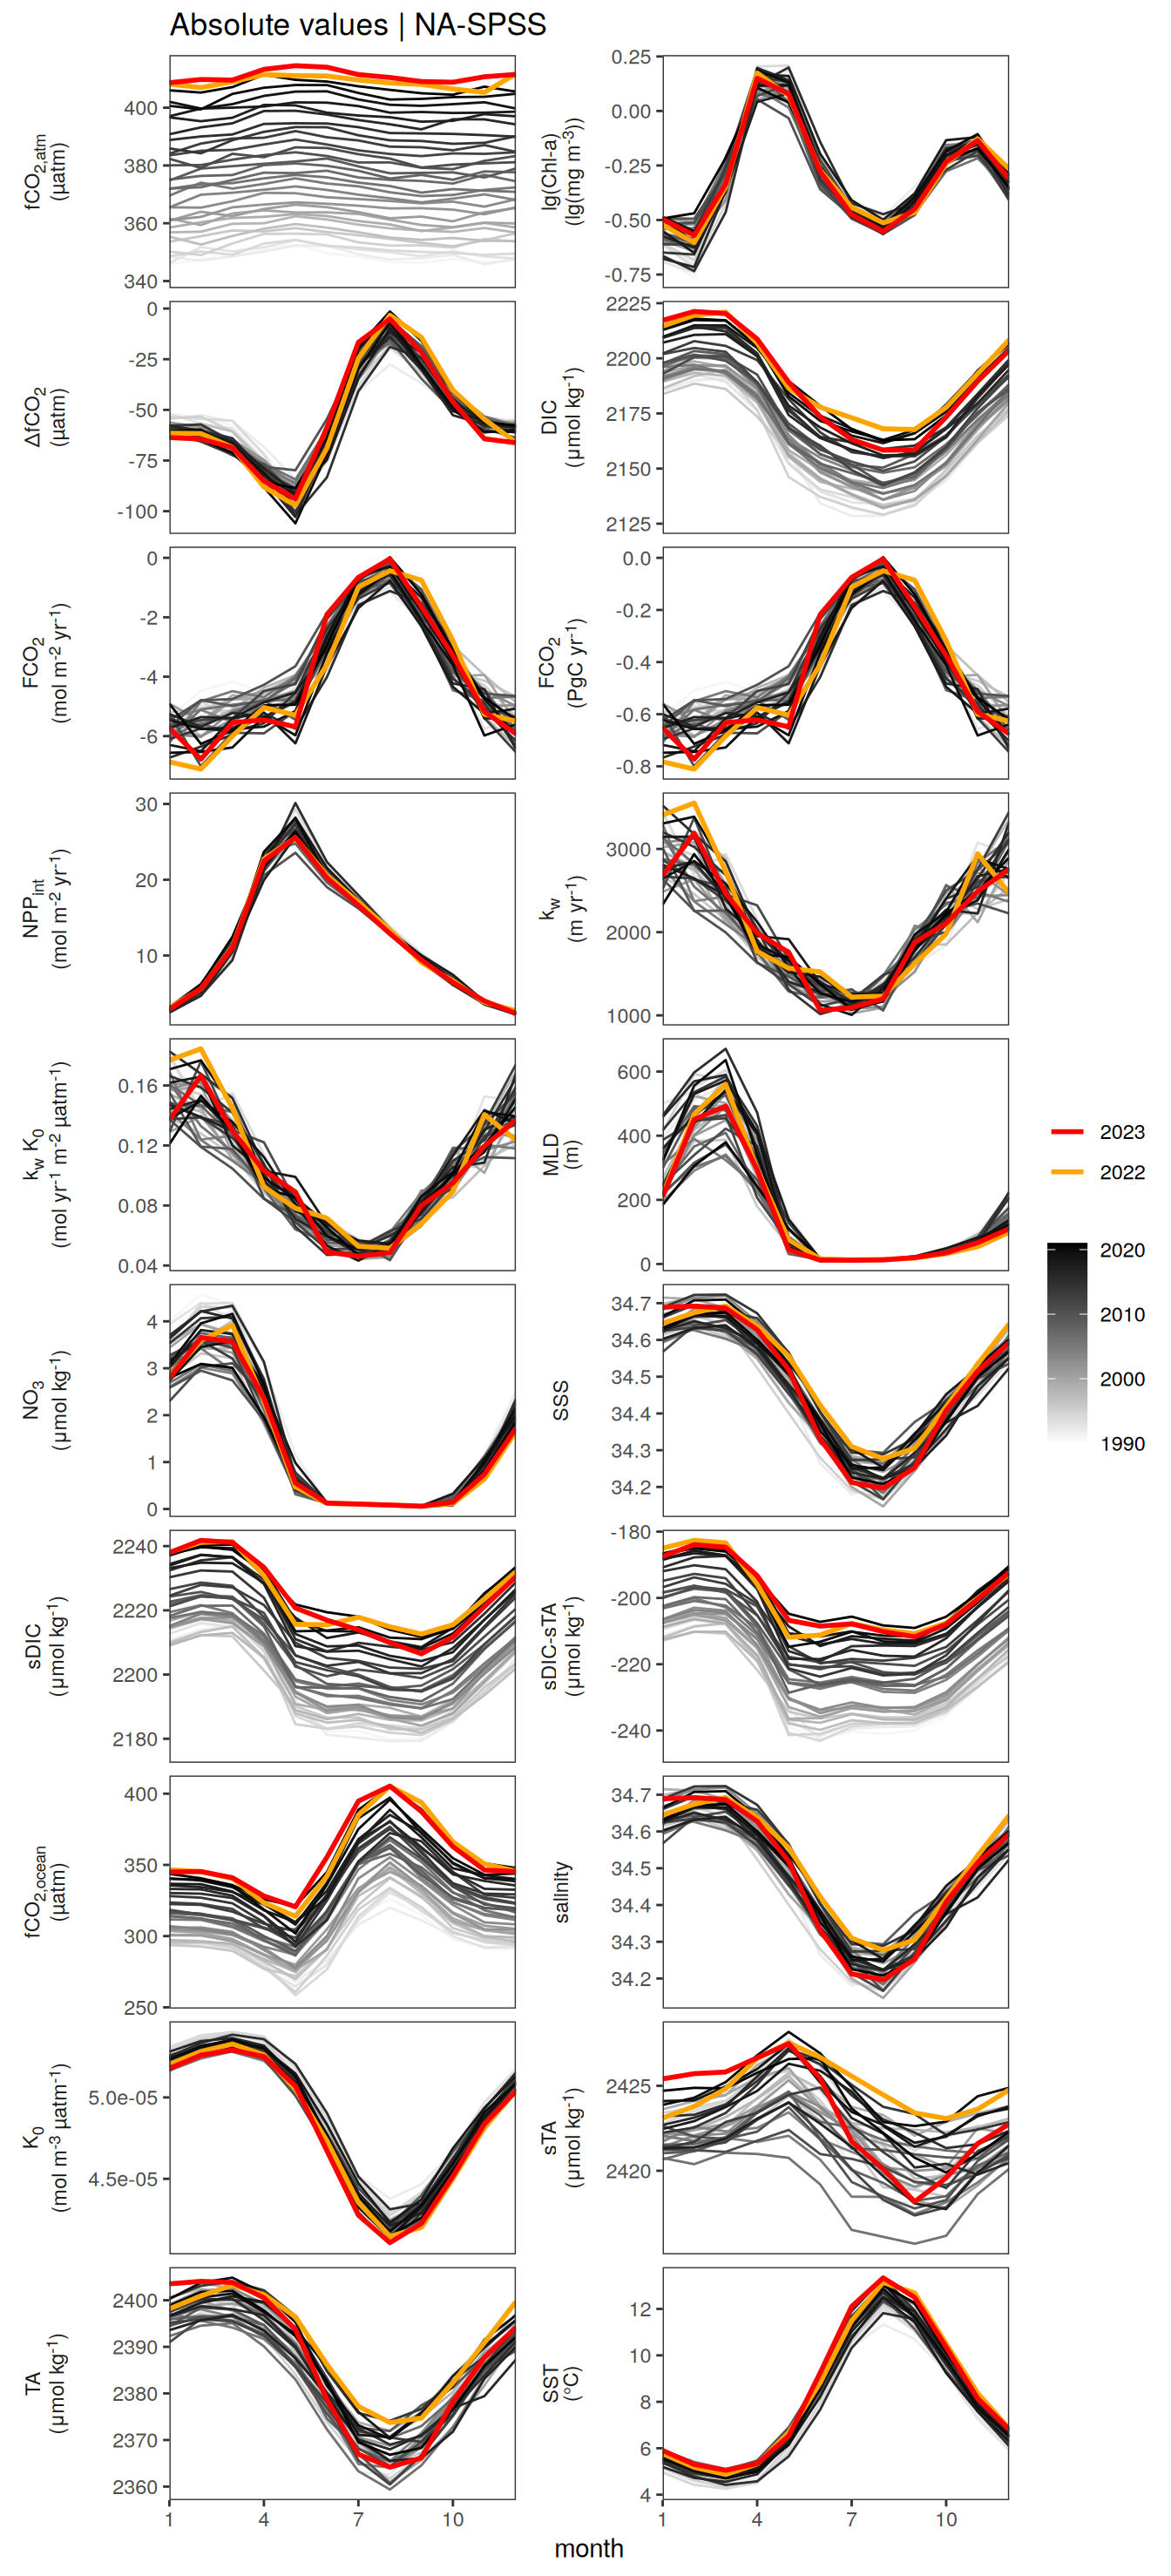 Absolute values | NA-SPSS
fCO2,atm
(µatm)
400
380
360
340
lg(Chl-a)
(lg(mg m-3))
0.25
0.00
-0.25
-0.50
-0.75
ΔfCO2
(µatm)
0
-25
-50
-75
-100
DIC
(µmol kg-1)
2225
2200
2175
2150
2125
FCO2
(mol m-2 yr-1)
0
-2
-4
-6
FCO2
(PgC yr-1)
0.0
-0.2
-0.4
-0.6
-0.8
NPPint
(mol m-2 yr-1)
30
20
10
kw
(m yr-1)
3000
2000
1000
kw K0
(mol yr-1 m-2 µatm-1)
0.16
0.12
0.08
0.04
MLD
(m)
600
400
200
0
NO3
(µmol kg-1)
4
3
2
1
0
SSS
34.7
34.6
34.5
34.4
34.3
34.2
sDIC
(µmol kg-1)
2240
2220
2200
2180
sDIC-sTA
(µmol kg-1)
-180
-200
-220
-240
fCO2,ocean
(µatm)
400
350
300
250
salinity
34.7
34.6
34.5
34.4
34.3
34.2
K0
(mol m-3 µatm-1)
5.0e-05
4.5e-05
sTA
(µmol kg-1)
2425
2420
TA
(µmol kg-1)
2400
2390
2380
2370
2360
SST
(°C)
12
10
8
6
4
1 4 7 10
1 4 7 10
month
2023
2022
2020
2010
2000
1990